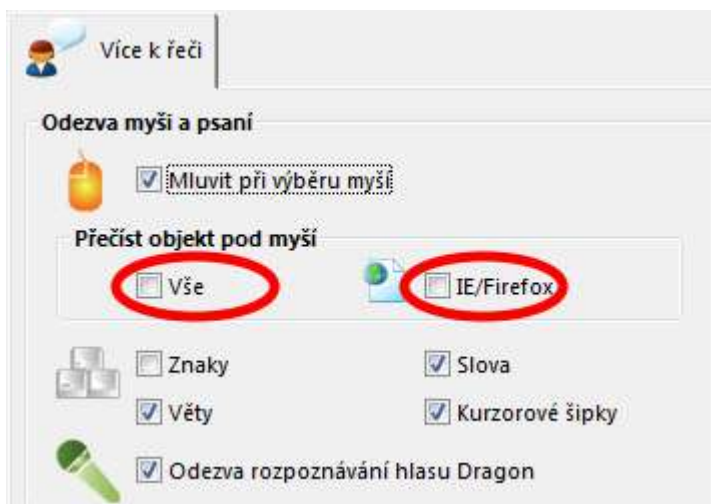 Více k řeči
Odezva myši a psaní
Mluvit při výběru myší
Přečíst objekt pod myší
Vše IE/Firefox
Znaky Slova
Věty Kurzorové šipky
Odezva rozpoznávání hlasu Dragon